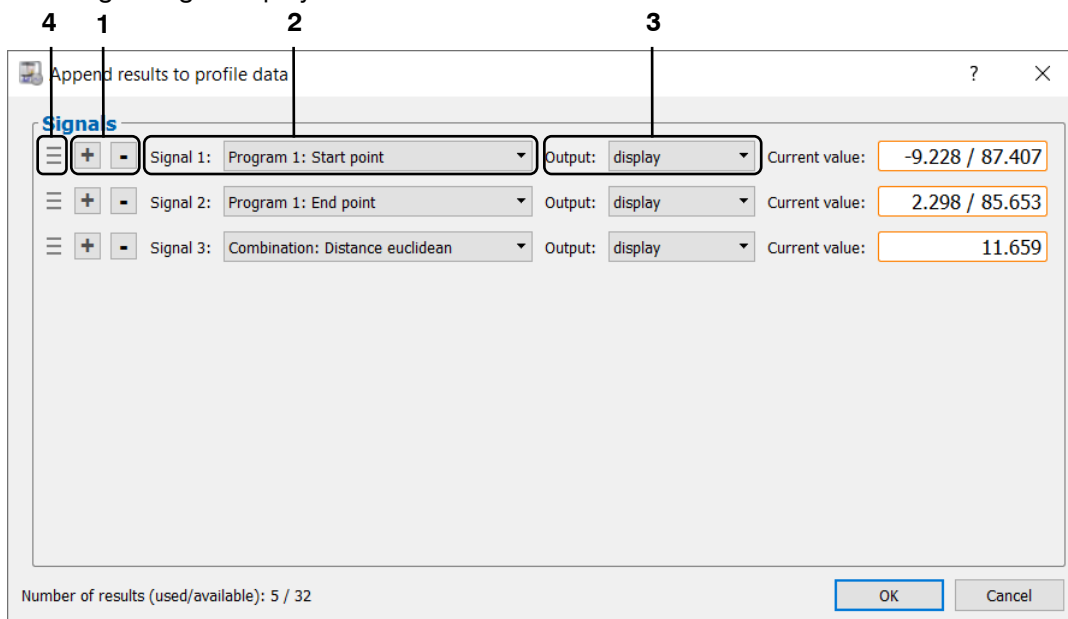 4 1 2 3
Append results to profile data ? ×
Signals
+ - Signal 1: Program 1: Start point Output: display Current value: -9.228 / 87.407
+ - Signal 2: Program 1: End point Output: display Current value: 2.298 / 85.653
+ - Signal 3: Combination: Distance euclidean Output: display Current value: 11.659
Number of results (used/available): 5 / 32 OK Cancel